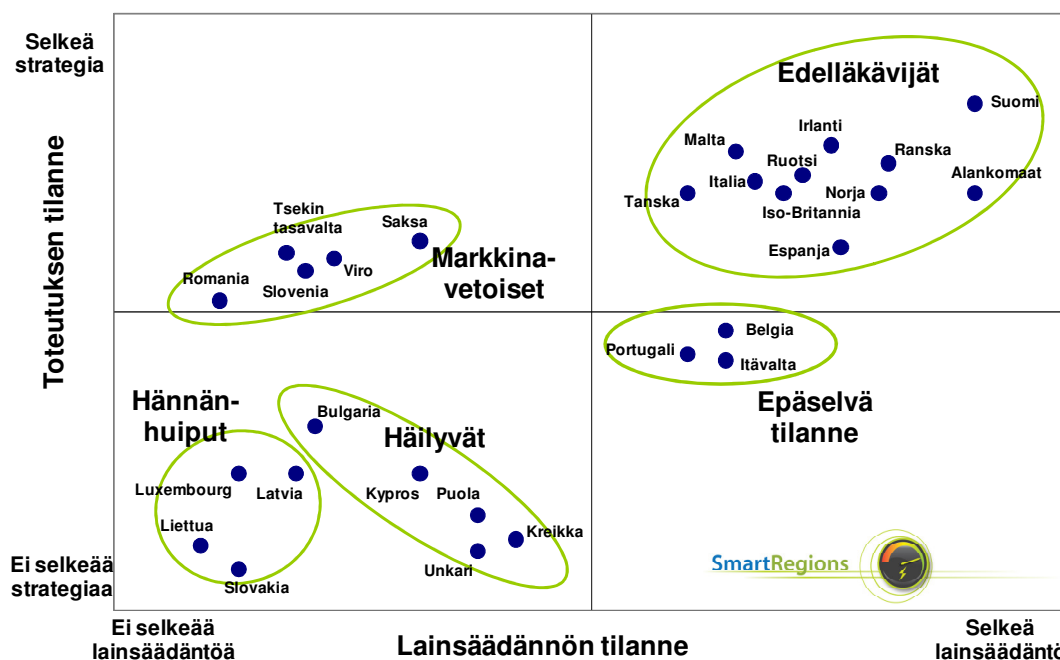 Selkeä
strategia
Edelläkävijät
Suomi
Irlanti
Malta
Ruotsi
Ranska
Italia
Alankomaat
Tanska
Norja
Iso-Britannia
Espanja
Toteutuksen tilanne
Tsekin
tasavalta
Saksa
Viro
Romania
Slovenia
Markkina-
vetoiset
Belgia
Portugali
Itävalta
Epäselvä
tilanne
Hännän-
huiput
Bulgaria
Häilyvät
Luxembourg
Latvia
Kypros
Puola
Liettua
Kreikka
Unkari
Slovakia
SmartRegions
Ei selkeää
strategiaa
Ei selkeää
lainsäädäntöä
Lainsäädännön tilanne
Selkeä
lainsäädäntö